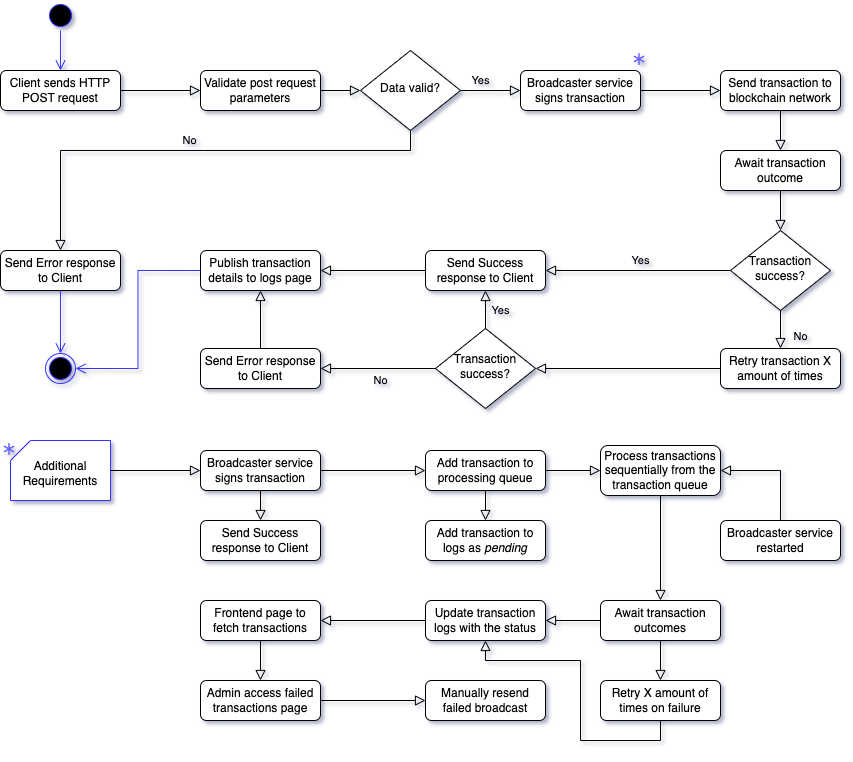 Client sends HTTP
POST request
Validate post request
parameters
Data valid?
Yes
*
Broadcaster service
signs transaction
Send transaction to
blockchain network
No
Await transaction
outcome
Send Error response
to Client
Publish transaction
details to logs page
Send Success
response to Client
Yes
Transaction
success?
Yes
No
Send Error response
to Client
No
Transaction
success?
Retry transaction X
amount of times
*
Additional
Requirements
Broadcaster service
signs transaction
Add transaction to
processing queue
Process transactions
sequentially from the
transaction queue
Send Success
response to Client
Add transaction to
logs as pending
Broadcaster service
restarted
Frontend page to
fetch transactions
Update transaction
logs with the status
Await transaction
outcomes
Admin access failed
transactions page
Manually resend
failed broadcast
Retry X amount of
times on failure